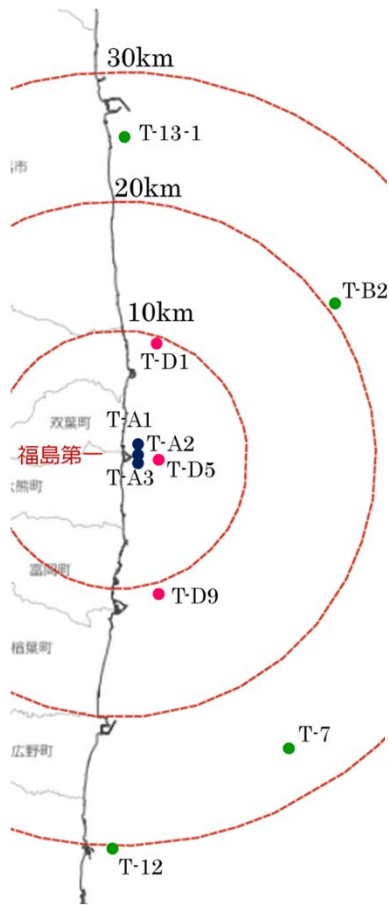 30km
T-13-1
市
20km
T-B2
10km
T-D1
双葉町
T-A1
T-A2
福島第一
T-D5
T-A3
大熊町
富岡町
T-D9
楢葉町
T-7
広野町
T-12